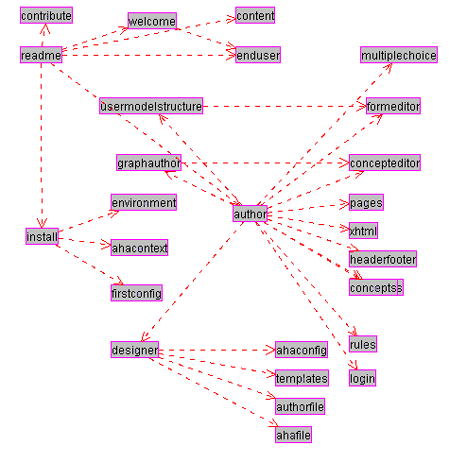 contribute
welcome
content
readme
enduser
multiplechoice
usermodelstructure
formeditor
graphauthor
concepteditor
environment
author
pages
install
xhtml
ahacontext
headerfooter
firstconfig
conceptss
designer
ahaconfig
rules
templates
login
authorfile
ahafile